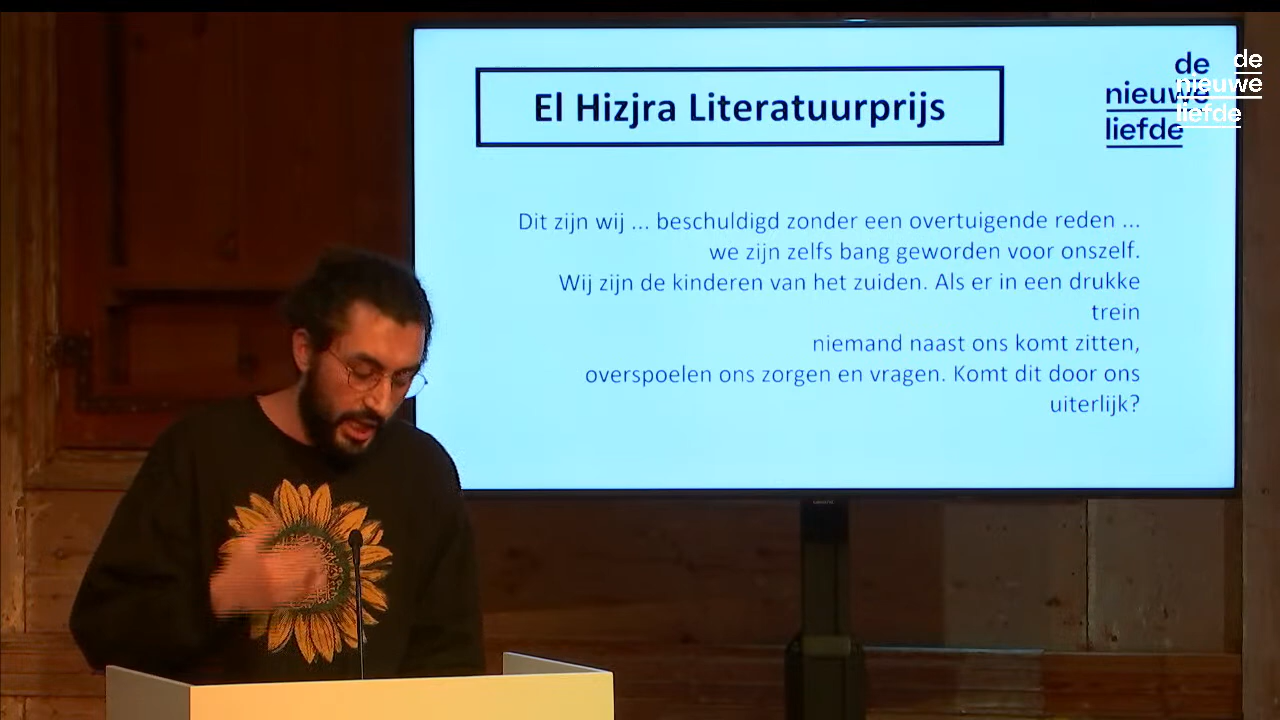 El Hizjra Literatuurprijs
de
nieuwe
liefde
de
nieuwe
liefde
Dit zijn wij ... beschuldigd zonder een overtuigende reden ...
we zijn zelfs bang geworden voor onszelf.
Wij zijn de kinderen van het zuiden. Als er in een drukke
trein
niemand naast ons komt zitten,
overspoelen ons zorgen en vragen. Komt dit door ons
uiterlijk?